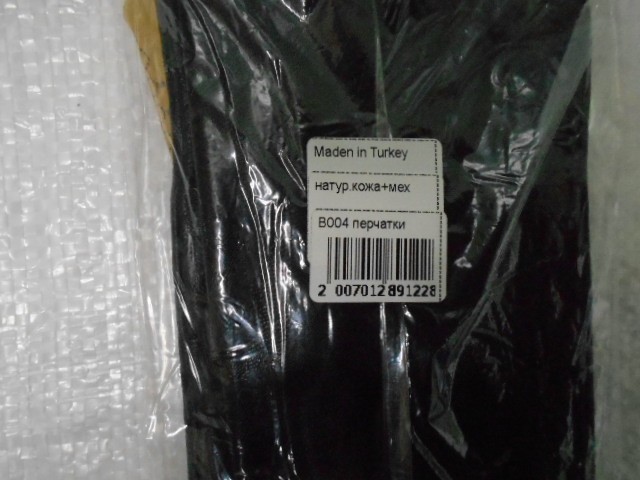 Maden in Turkey
натур.кожа+мех
B004 перчатки
2 007012 891228